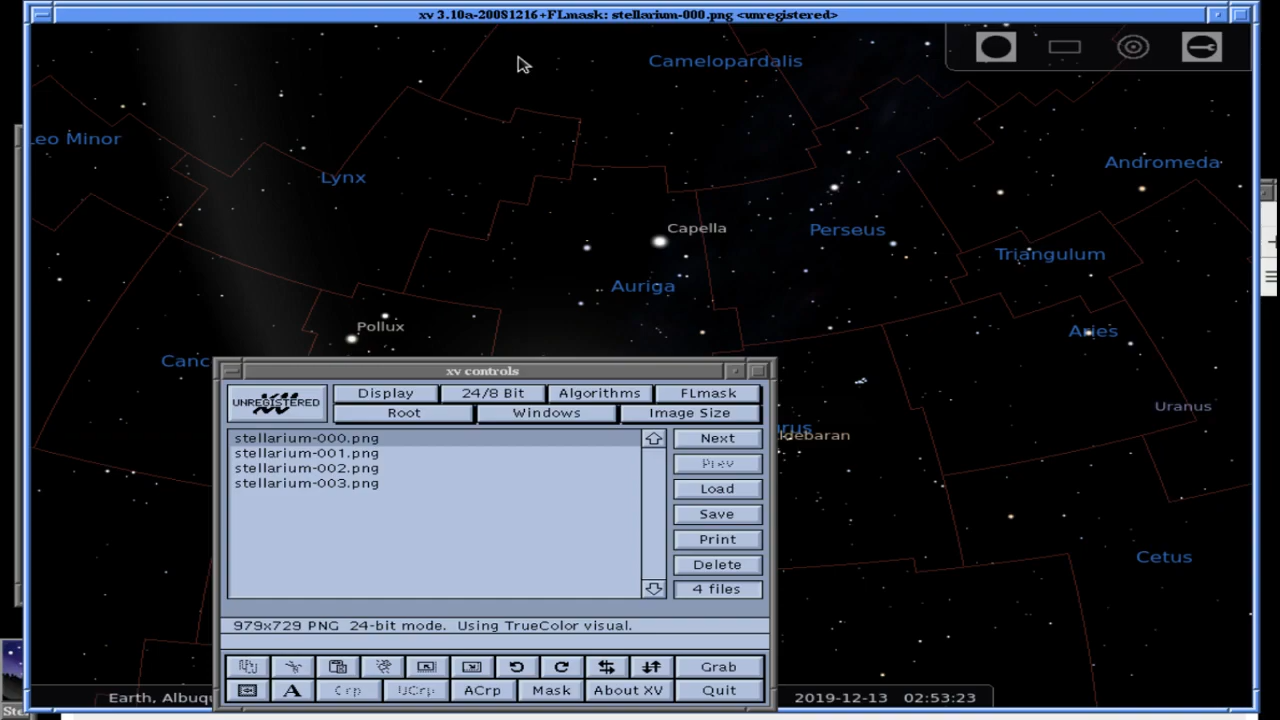 xv 3.10a-20081216+FLmask: stellarium-000.png <unregistered>
Camelopardalis
Leo Minor
Andromeda
Lynx
Capella
Perseus
Triangulum
Auriga
Pollux
Aries
Canc
xv controls
UNREGISTERED
Display
24/8 Bit
Algorithms
FLmask
Root
Windows
Image Size
Uranus
urus
ldebaran
stellarium-000.png
stellarium-001.png
stellarium-002.png
stellarium-003.png
Next
Prev
Load
Save
Print
Delete
4 files
Cetus
979x729 PNG 24-bit mode. Using TrueColor visual.
Grab
A
Crp
UCrp
ACrp
Mask
About XV
Quit
Earth, Albuqu
2019-12-13 02:53:23
Ste